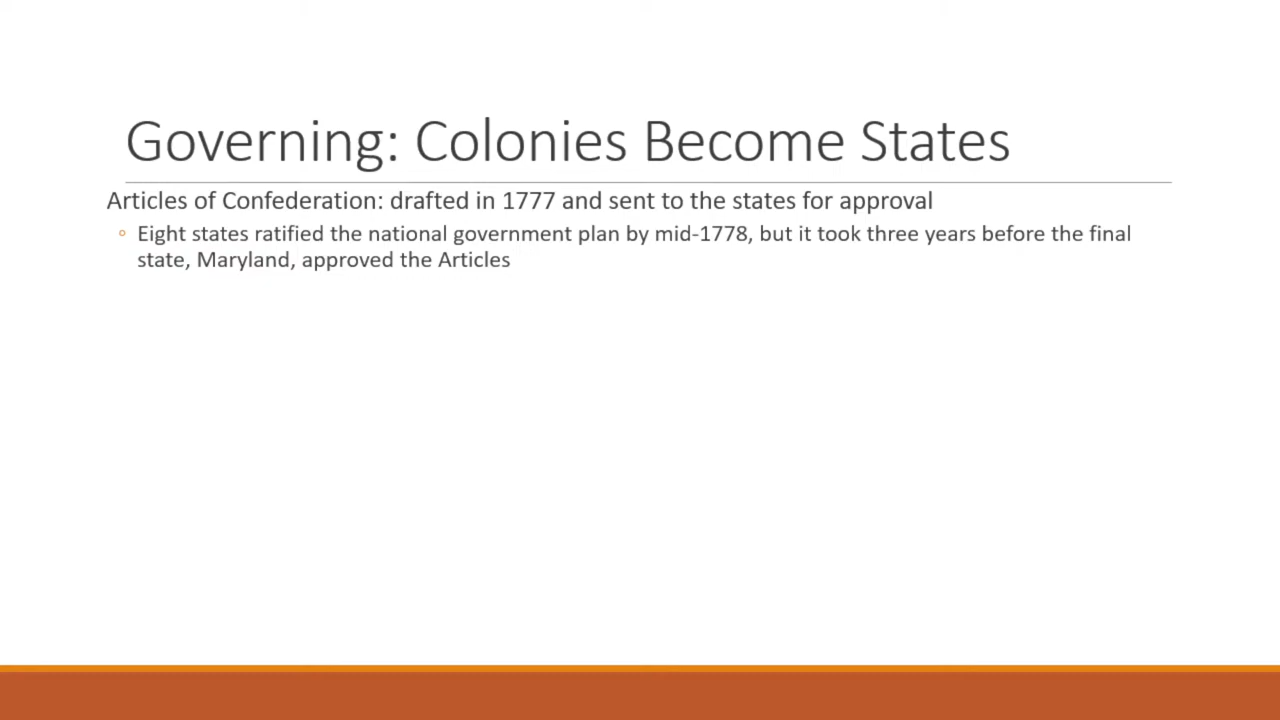 Governing: Colonies Become States
Articles of Confederation: drafted in 1777 and sent to the states for approval
◦ Eight states ratified the national government plan by mid-1778, but it took three years before the final
state, Maryland, approved the Articles